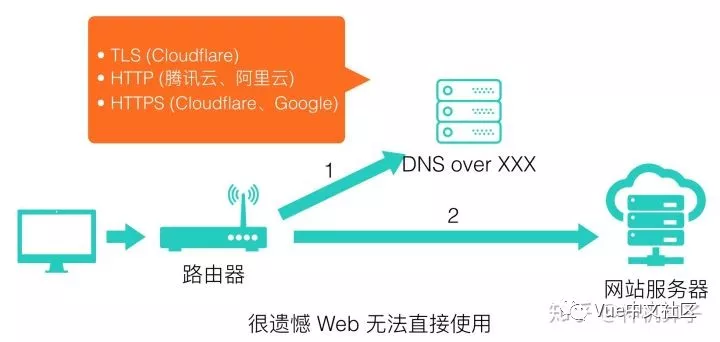 • TLS (Cloudflare)
• HTTP (腾讯云、阿里云)
• HTTPS (Cloudflare、Google)
1
DNS over XXX
2
路由器
网站服务器
知乎
Vue中文社区
很遗憾 Web 无法直接使用